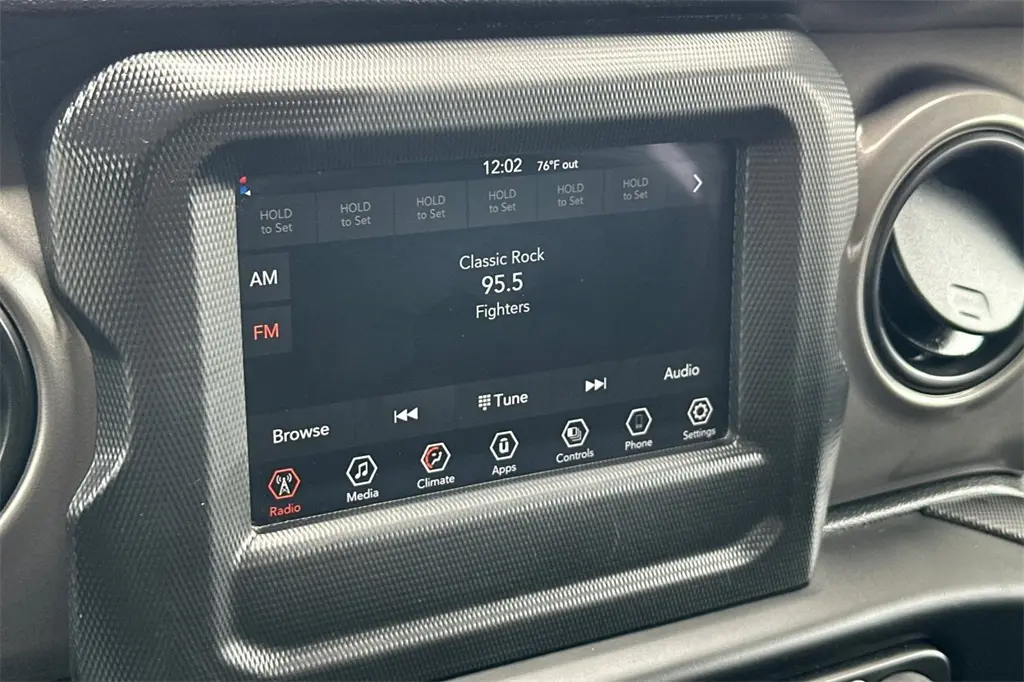 12:02 76°F out
HOLD to Set
HOLD to Set
HOLD to Set
HOLD to Set
HOLD to Set
HOLD to Set
AM
FM
Classic Rock
95.5
Fighters
Browse
Tune
Audio
Radio
Media
Climate
Apps
Controls
Phone
Settings